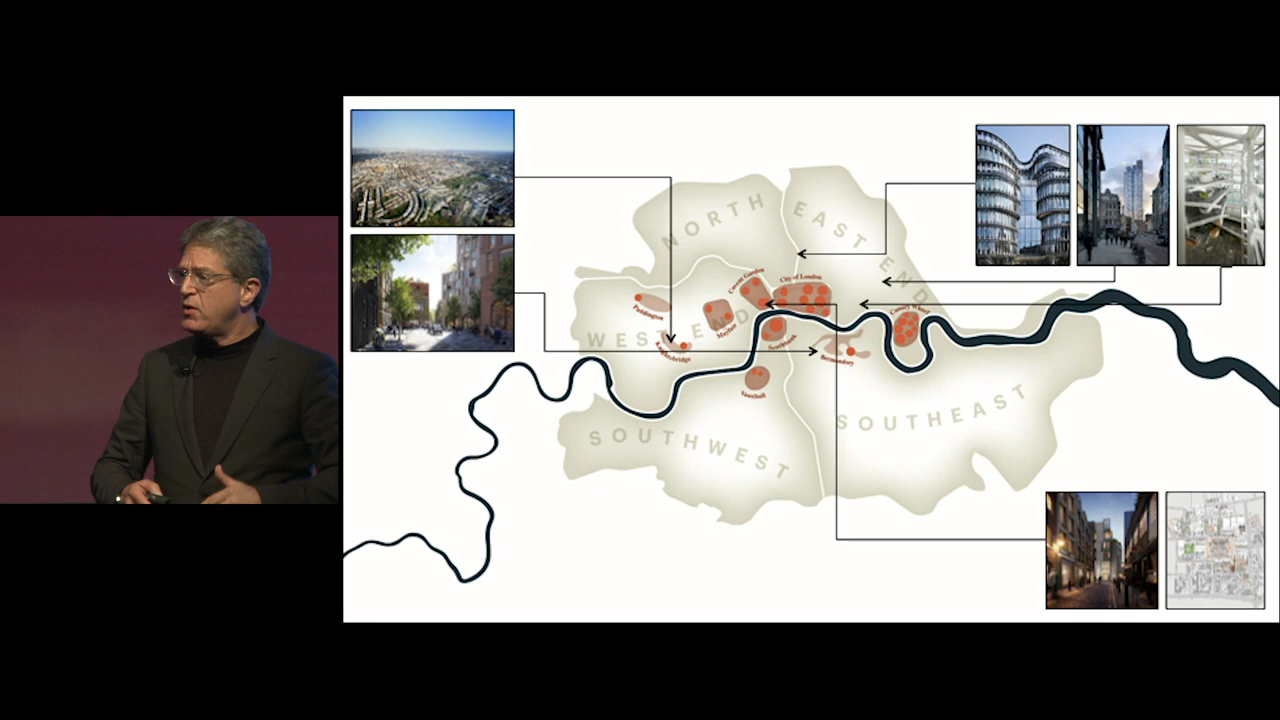 NORTH
EAST
END
WEST END
SOUTHWEST
SOUTHEAST
Paddington
Mayfair
Covent Garden
City of London
Knightsbridge
Southbank
Vauxhall
Bermondsey
Canary Wharf